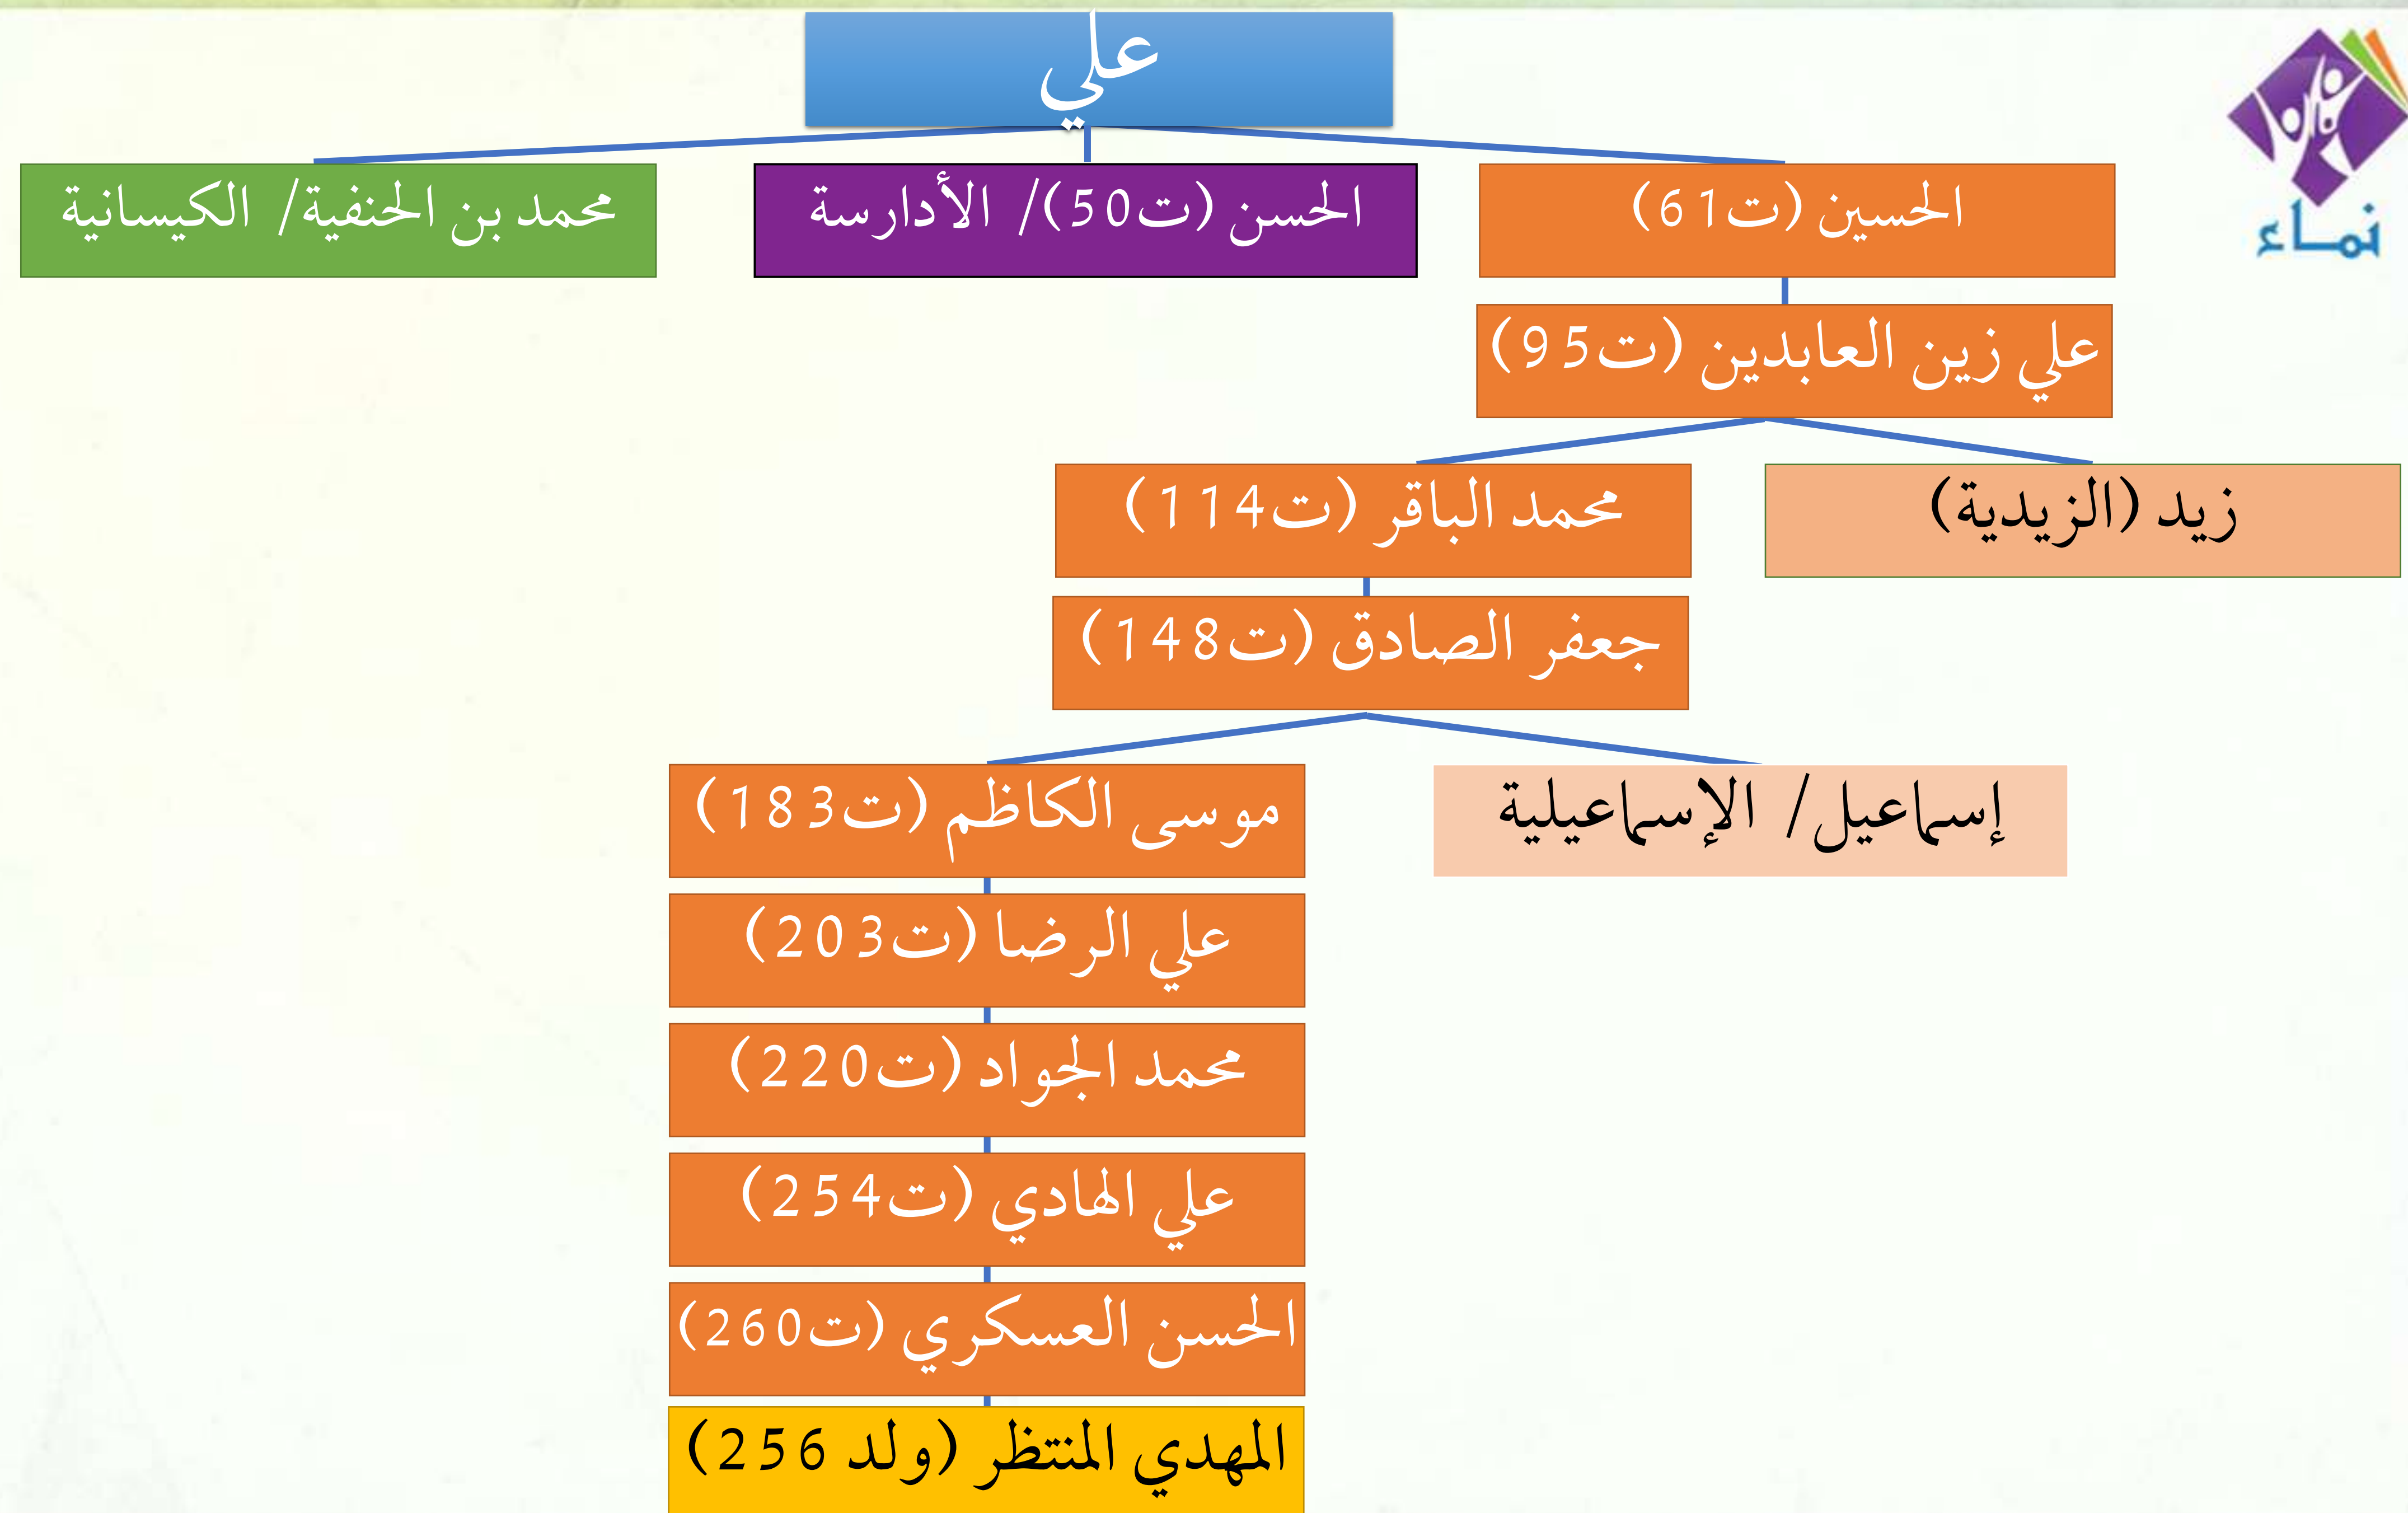 علي
نماء
الحسين (ت61)
الحسن (ت50)/ الأدارسة
محمد بن الحنفية/ الكيسانية
علي زين العابدين (ت95)
زيد (الزيدية)
محمد الباقر (ت114)
جعفر الصادق (ت148)
إسماعيل/ الإسماعيلية
موسى الكاظم (ت183)
علي الرضا (ت203)
محمد الجواد (ت220)
علي الهادي (ت254)
الحسن العسكري (ت260)
المهدي المنتظر (ولد 256)